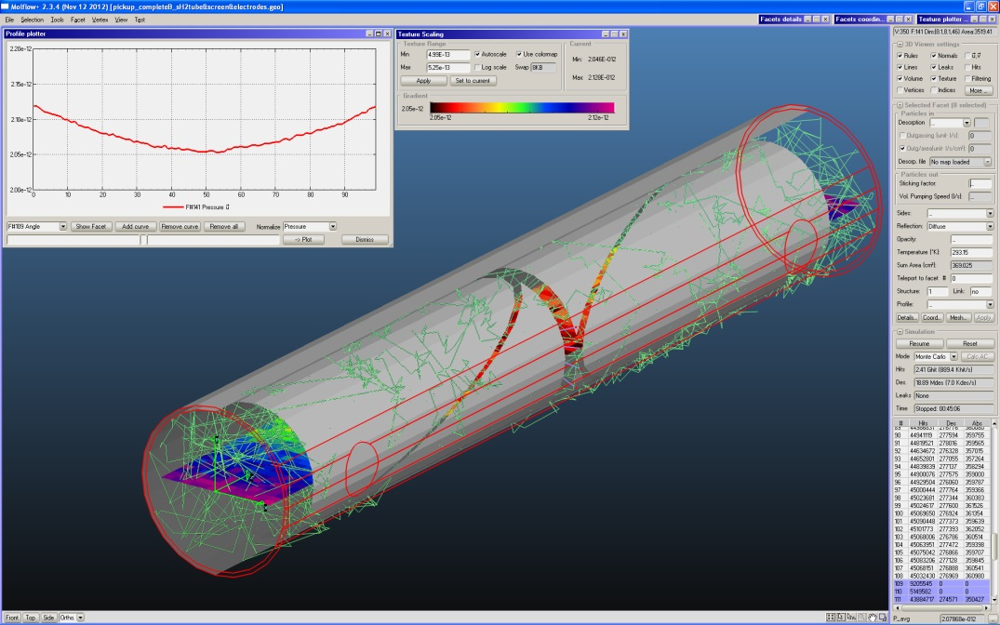 Molflow+ 2.3.4 (Nov 12 2012) [pickup_completeB_sH2tubeBscreenBelectrodes.geo]
File Selection Tools Facet Vertex View Test
Facets details
Facets coordin...
Texture plotter ...
Profile plotter
2.20e-12
2.15e-12
2.10e-12
2.05e-12
2.00e-12
0 10 20 30 40 50 60 70 80 90
F#141 Pressure
F#109 Angle Show Facet Add curve Remove curve Remove all Normalize Pressure
-> Plot Dismiss
Texture Scaling
Texture Range
Min 4.99E-13 Autoscale Use colormap
Max 5.25e-13 Log scale Swap 8KB
Apply Set to current
Current
Min: 2.046E-012
Max: 2.128E-012
Gradient
2.05e-12
2.05e-12 2.12e-12
V:350 F:141 Dim(8.1,8.1,46) Area:3519.41
3D Viewer settings
Rules Normals
Lines Leaks Hits
Volume Texture Filtering
Vertices Indices More ...
Selected Facet (8 selected)
Particles in
Desorption ...
Outgassing (unit·l/s): 0
Outg/area(unit·l/s/cm²): 0
Desorp. file No map loaded
Particles out
Sticking factor:
Vol. Pumping Speed (l/s): ...
Sides: ...
Reflection: Diffuse
Opacity: ...
Temperature (°K): 293.15
Sum Area (cm²): 369.025
Teleport to facet # 0
Structure: 1 Link: no
Profile: ...
Details... Coord... Mesh... Apply
Simulation
Resume Reset
Mode Monte Carlo Calc AC
Hits 2.41 Ghit (889.4 Khit/s)
Des. 18.89 Mdes (7.0 Kdes/s)
Leaks None
Time Stopped: 00:45:06
# Hits Des Abs
90 44941119 277594 359755
91 44819521 278016 359565
92 44634672 276328 357015
93 44652801 277055 357264
94 44839839 277137 358294
95 44900076 277575 359000
96 44929504 276060 359787
97 45000444 277764 359366
98 45023681 277344 360383
99 45024617 277600 361526
100 45069650 276924 361354
101 45090448 277373 359639
102 45101773 277393 362052
103 45068006 276786 360514
104 45063951 277472 359398
105 45075042 276866 359707
106 45083206 277128 359845
107 45068151 276888 360541
108 45032430 276969 360980
109 9205545 0 0
110 5149582 0 0
111 43884717 274571 350427
Front Top Side Ortho.
P_avg 2.07868e-012